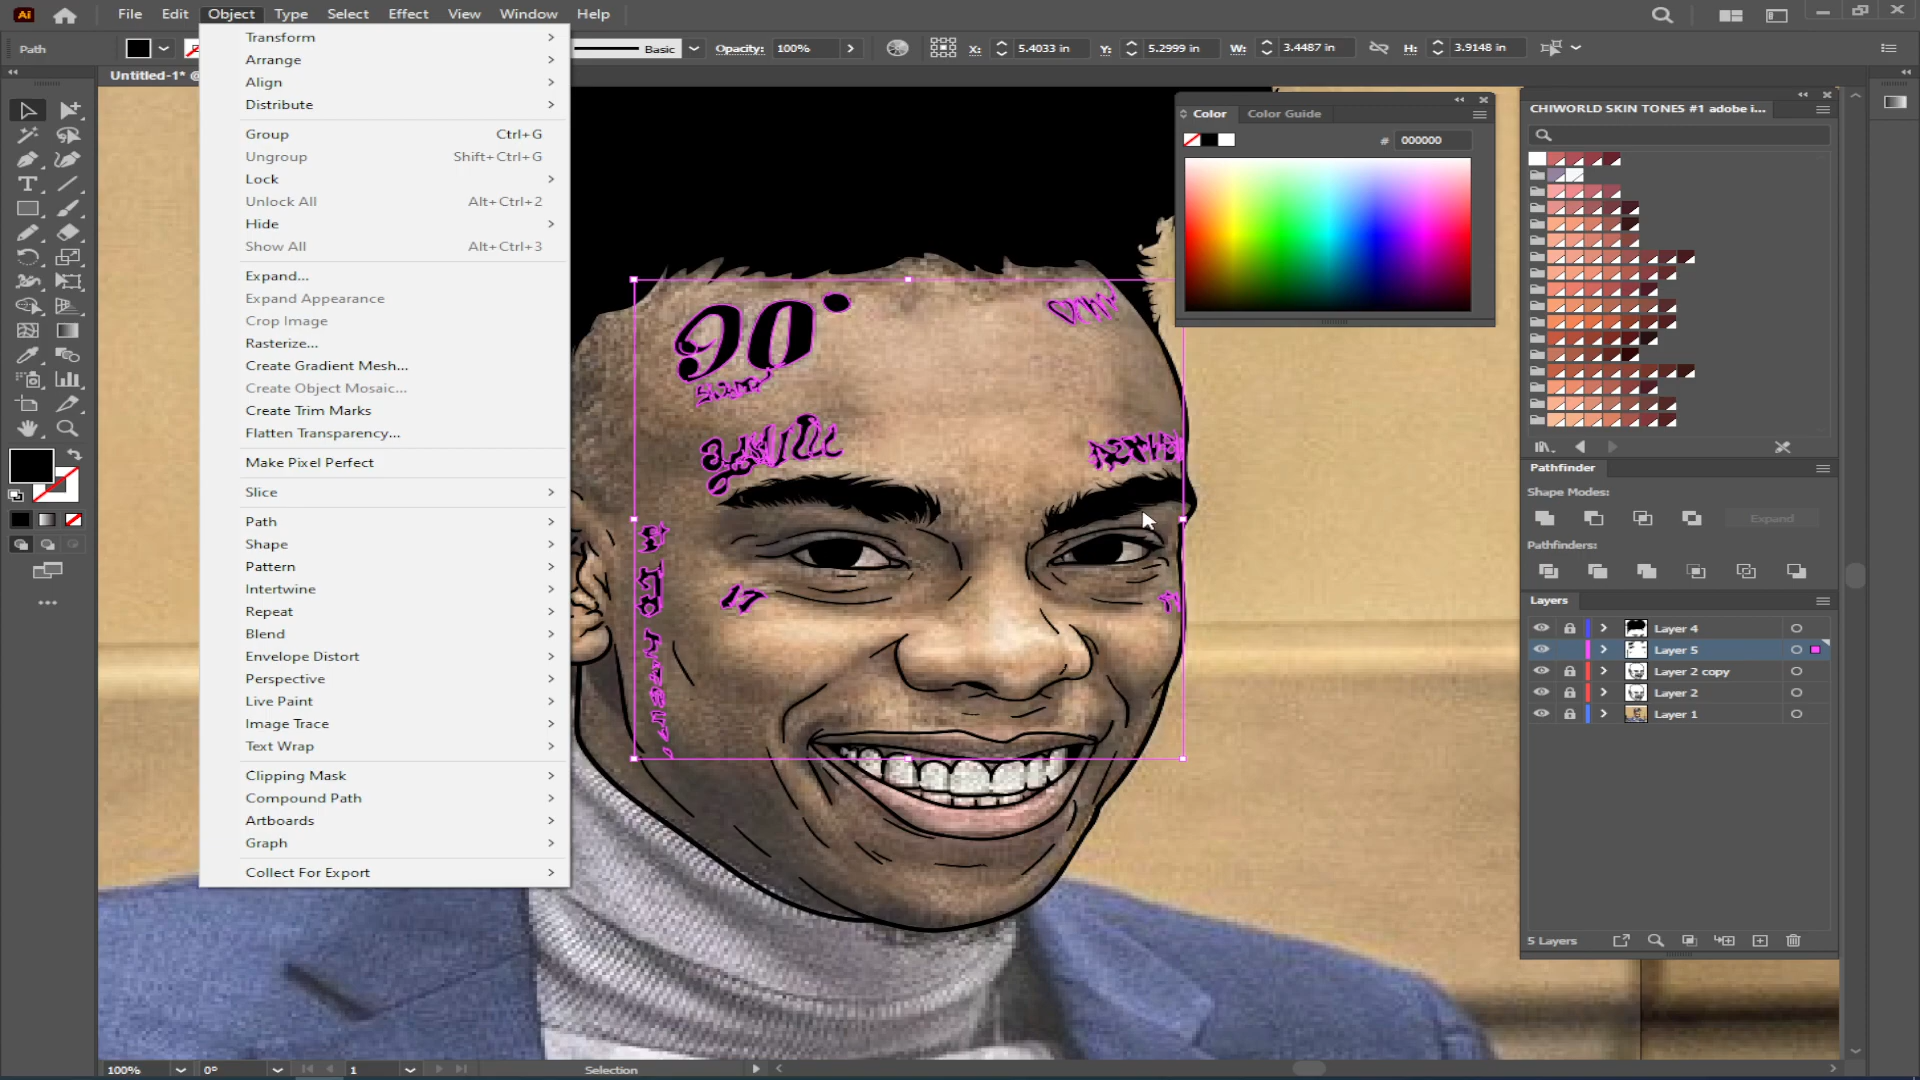 Ai File Edit Object Type Select Effect View Window Help
Path Basic Opacity: 100% X: 5.4033 in Y: 5.2999 in W: 3.4487 in H: 3.9148 in
Untitled-1* @
Transform
Arrange
Align
Distribute
Group Ctrl+G
Ungroup Shift+Ctrl+G
Lock
Unlock All Alt+Ctrl+2
Hide
Show All Alt+Ctrl+3
Expand...
Expand Appearance
Crop Image
Rasterize...
Create Gradient Mesh...
Create Object Mosaic...
Create Trim Marks
Flatten Transparency...
Make Pixel Perfect
Slice
Path
Shape
Pattern
Intertwine
Repeat
Blend
Envelope Distort
Perspective
Live Paint
Image Trace
Text Wrap
Clipping Mask
Compound Path
Artboards
Graph
Collect For Export
90°
17
Color Color Guide
# 000000
CHIWORLD SKIN TONES #1 adobe i...
Pathfinder
Shape Modes:
Expand
Pathfinders:
Layers
Layer 4
Layer 5
Layer 2 copy
Layer 2
Layer 1
5 Layers
100% 0° 1 Selection